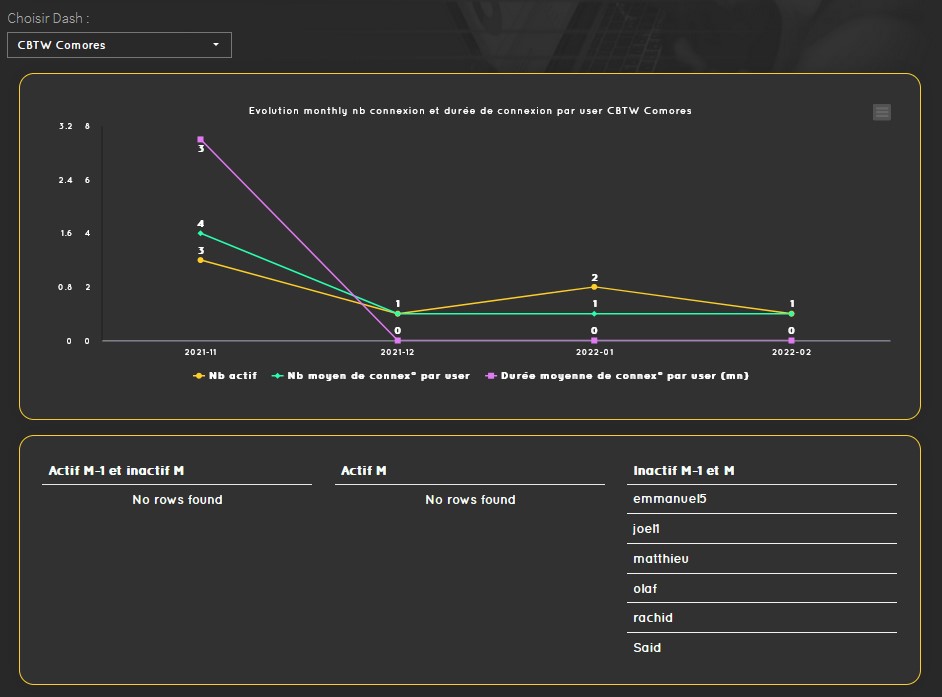 Choisir Dash :
CBTW Comores
Evolution monthly nb connexion et durée de connexion par user CBTW Comores
3.2 8
3
2.4 6
4
1.6 4
3
2
0.8 2
1 1 1
0 0 0
0 0
2021-11 2021-12 2022-01 2022-02
Nb actif Nb moyen de connex° par user Durée moyenne de connex° par user (mn)
Actif M-1 et inactif M Actif M Inactif M-1 et M
No rows found No rows found emmanuel5
joel1
matthieu
olaf
rachid
Said